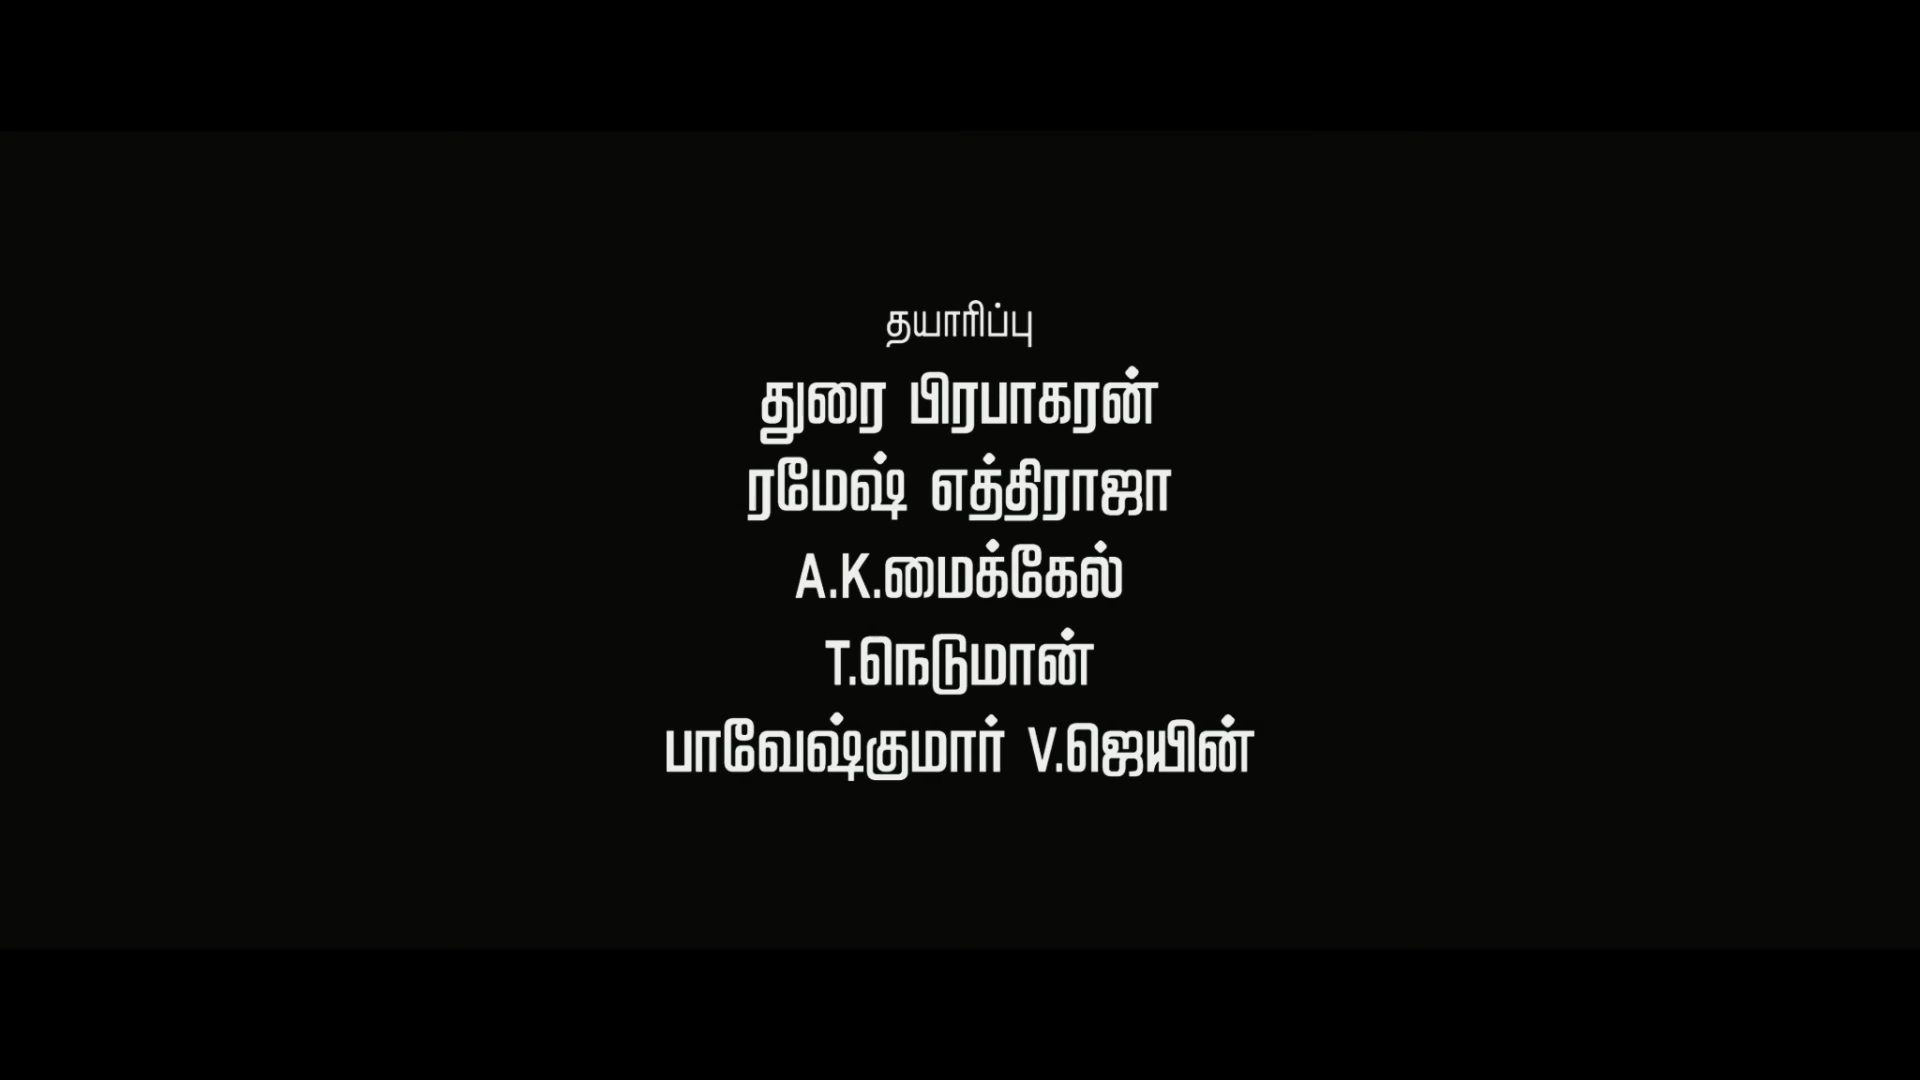 தயாரிப்பு
துரை பிரபாகரன்
ரமேஷ் எத்திராஜா
A.K.மைக்கேல்
T.நெடுமான்
பாவேஷ்குமார் V.ஜெயின்